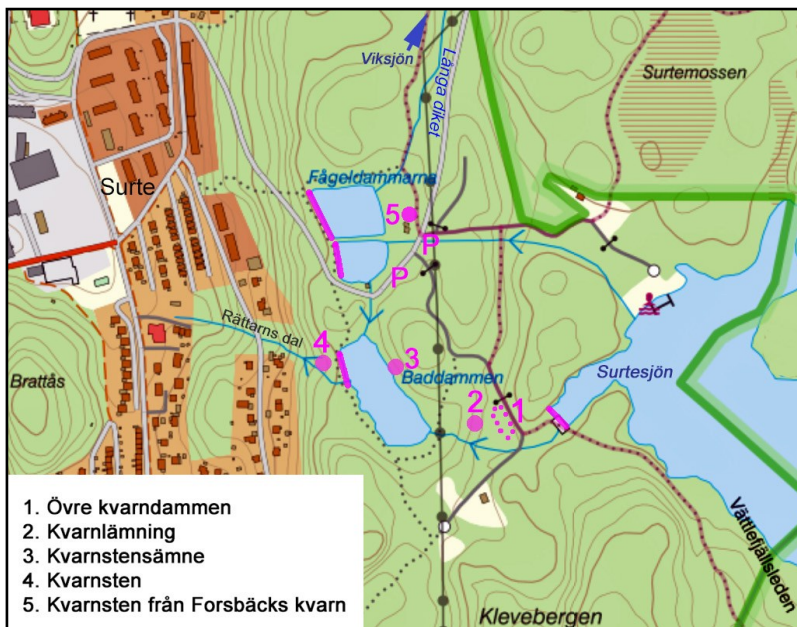 Viksjön
Långa diket
Surtemossen
Surte
Fågeldammarna
5
P
P
Rättarns dal
4
3
Baddammen
Surtesjön
Brattås
2
1
Vättlefjällsleden
Klevebergen
1. Övre kvarndammen
2. Kvarnlämning
3. Kvarnstensämne
4. Kvarnsten
5. Kvarnsten från Forsbäcks kvarn